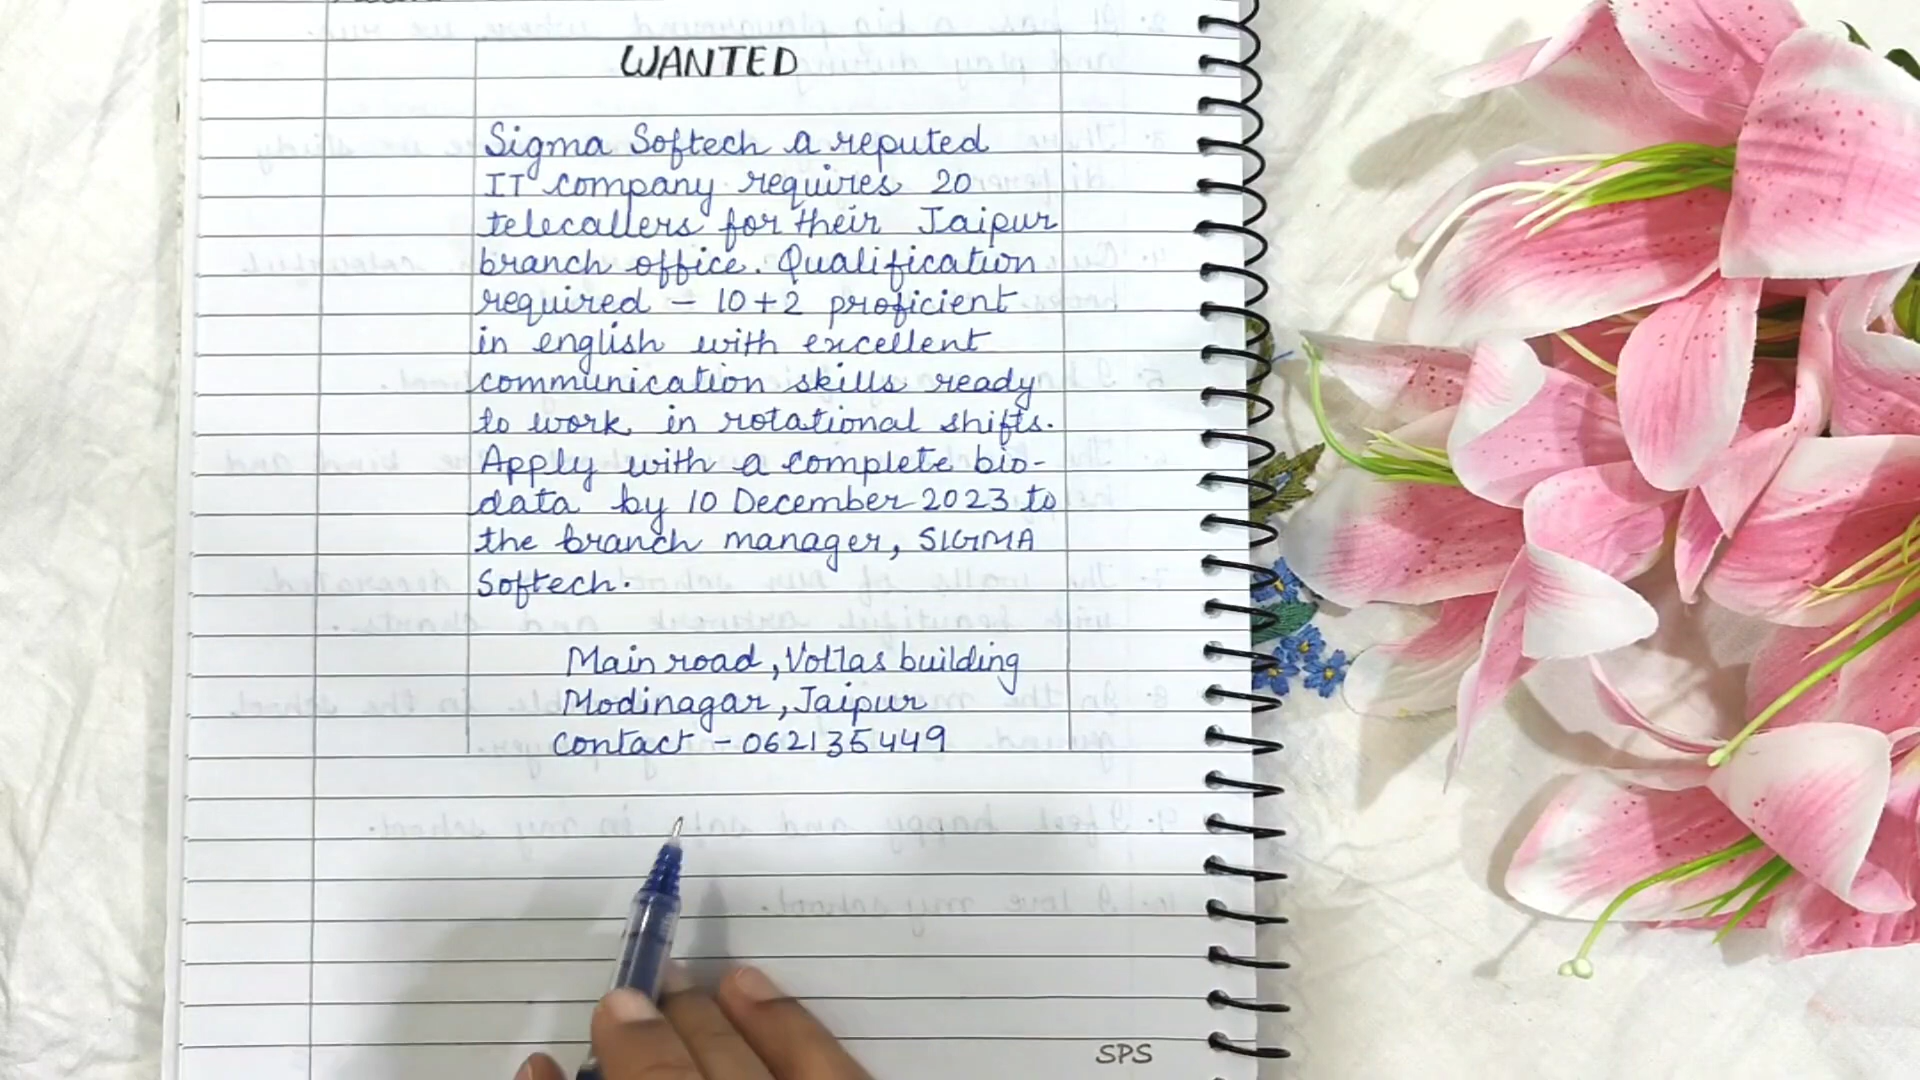 WANTED
Sigma Softech a reputed
IT company requires 20
telecallers for their Jaipur
branch office. Qualification
required - 10+2 proficient
in english with excellent
communication skills ready
to work in rotational shifts.
Apply with a complete bio-
data by 10 December 2023 to
the branch manager, SIGMA
Softech.
Main road, Voltas building
Modinagar, Jaipur
Contact - 062135449
SPS